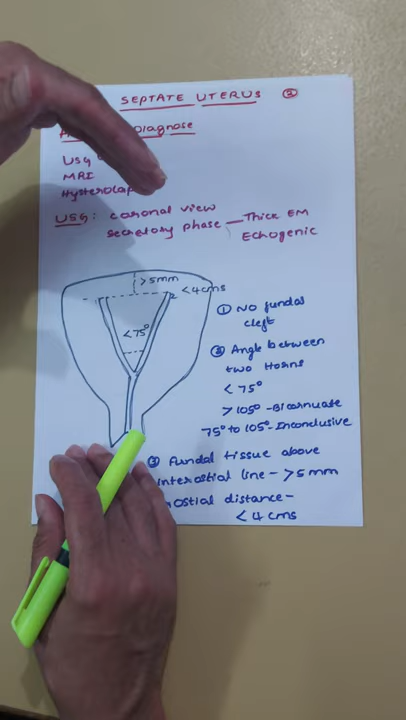 SEPTATE UTERUS ②
Diagnose
USG
MRI
USG: coronal view
secretory phase — Thick EM
Echogenic
>5mm
<4cms
<75°
① No fundal
cleft
② Angle between
two Horns
<75°
>105° - Bicornuate
75° to 105° - Inconclusive
③ Fundal tissue above
interostial line - >5mm
ostial distance -
<4cms